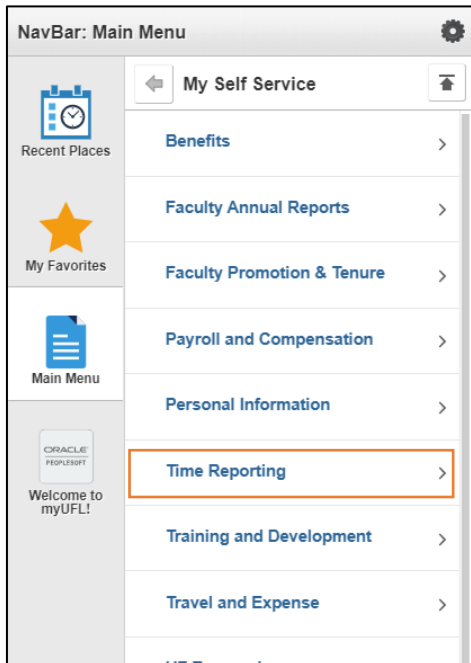 NavBar: Main Menu
My Self Service
Recent Places
My Favorites
Main Menu
ORACLE
PEOPLESOFT
Welcome to
myUFL!
Benefits
Faculty Annual Reports
Faculty Promotion & Tenure
Payroll and Compensation
Personal Information
Time Reporting
Training and Development
Travel and Expense